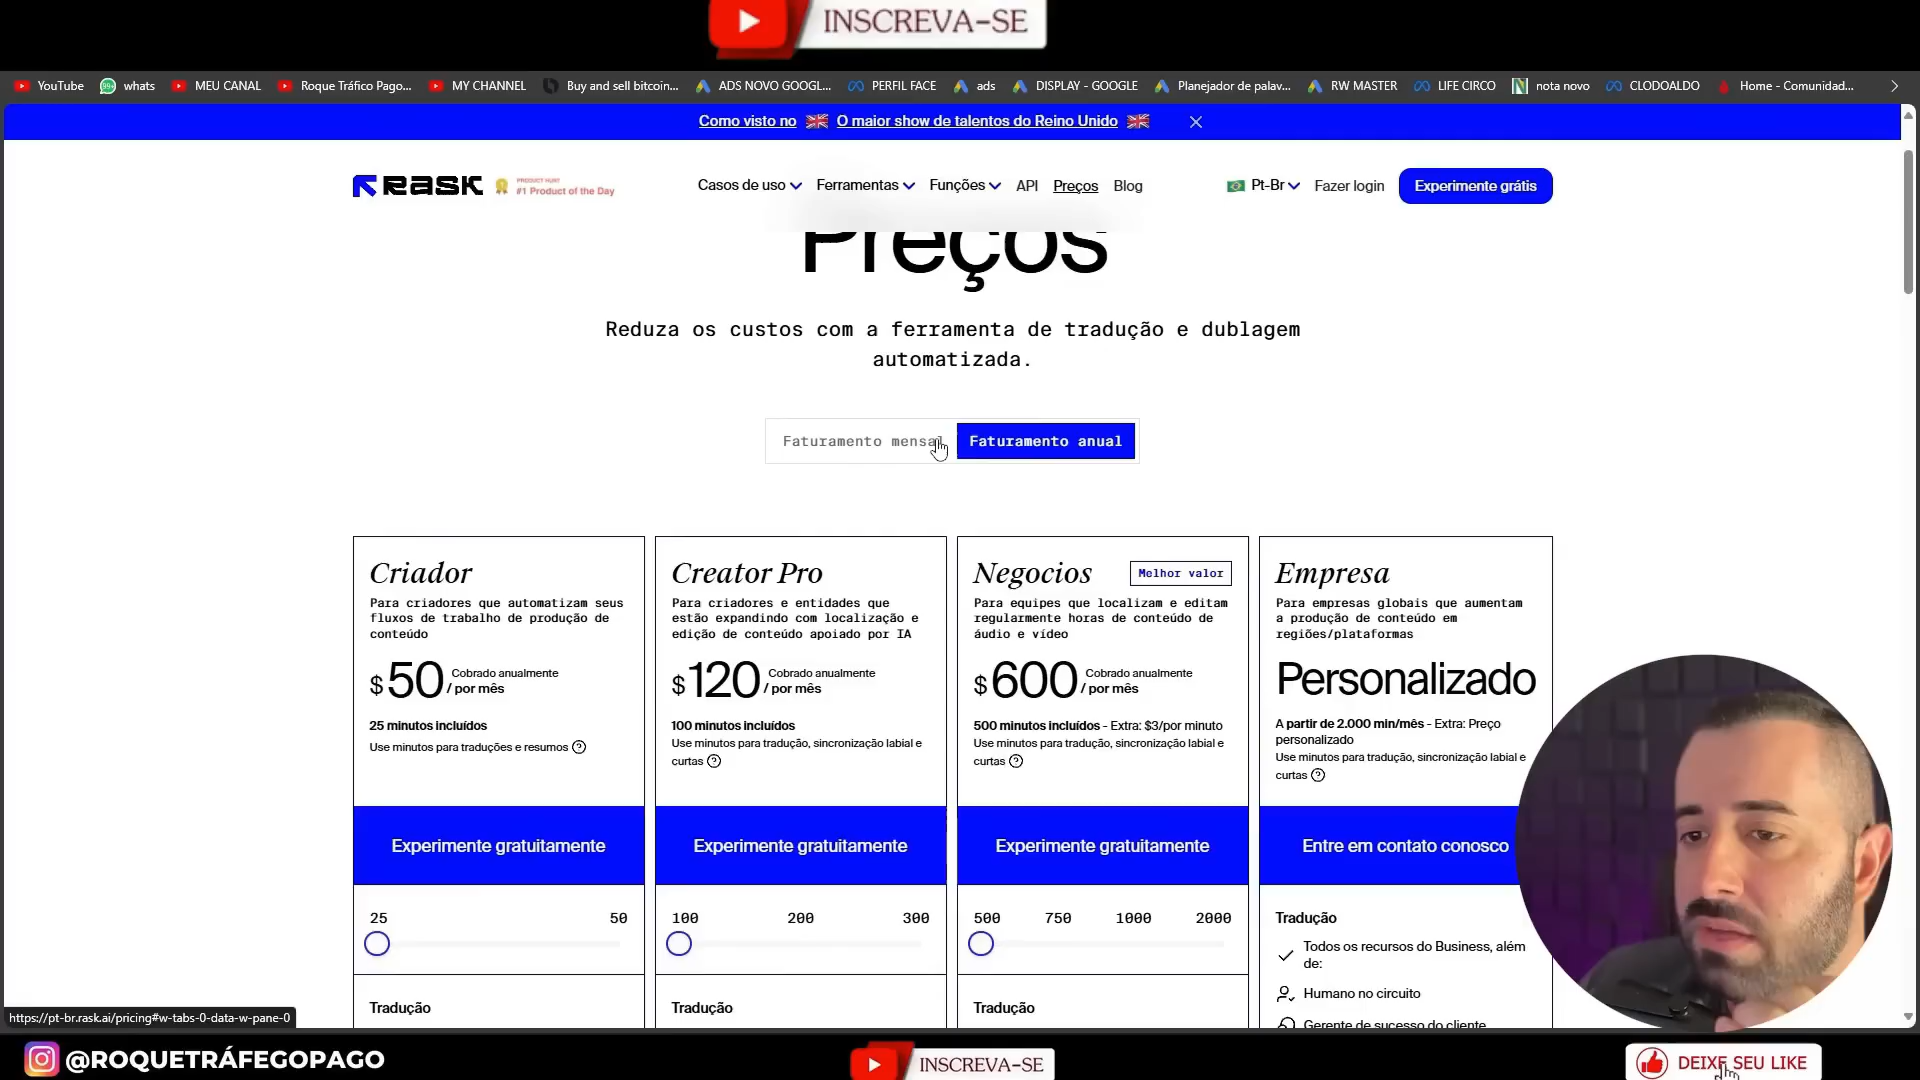 INSCREVA-SE
YouTube
whats
MEU CANAL
Roque Tráfico Pago...
MY CHANNEL
Buy and sell bitcoin...
ADS NOVO GOOGL...
PERFIL FACE
ads
DISPLAY - GOOGLE
Planejador de palav...
RW MASTER
LIFE CIRCO
nota novo
CLODOALDO
Home - Comunidad...
Como visto no
O maior show de talentos do Reino Unido
Rask
PRODUCT HUNT
#1 Product of the Day
Casos de uso
Ferramentas
Funções
API
Preços
Blog
Pt-Br
Fazer login
Experimente grátis
Preços
Reduza os custos com a ferramenta de tradução e dublagem
automatizada.
Faturamento mensal
Faturamento anual
Criador
Para criadores que automatizam seus
fluxos de trabalho de produção de
conteúdo
$50 Cobrado anualmente
/ por mês
25 minutos incluídos
Use minutos para traduções e resumos
Experimente gratuitamente
25 50
Tradução
Creator Pro
Para criadores e entidades que
estão expandindo com localização e
edição de conteúdo apoiado por IA
$120 Cobrado anualmente
/ por mês
100 minutos incluídos
Use minutos para tradução, sincronização labial e
curtas
Experimente gratuitamente
100 200 300
Tradução
Negocios
Melhor valor
Para equipes que localizam e editam
regularmente horas de conteúdo de
áudio e vídeo
$600 Cobrado anualmente
/ por mês
500 minutos incluídos - Extra: $3/por minuto
Use minutos para tradução, sincronização labial e
curtas
Experimente gratuitamente
500 750 1000 2000
Tradução
Empresa
Para empresas globais que aumentam
a produção de conteúdo em
regiões/plataformas
Personalizado
A partir de 2.000 min/mês - Extra: Preço
personalizado
Use minutos para tradução, sincronização labial e
curtas
Entre em contato conosco
Tradução
Todos os recursos do Business, além
de:
Humano no circuito
Gerente de sucesso do cliente
https://pt-br.rask.ai/pricing#w-tabs-0-data-w-pane-0
@ROQUETRÁFEGOPAGO
INSCREVA-SE
DEIXE SEU LIKE